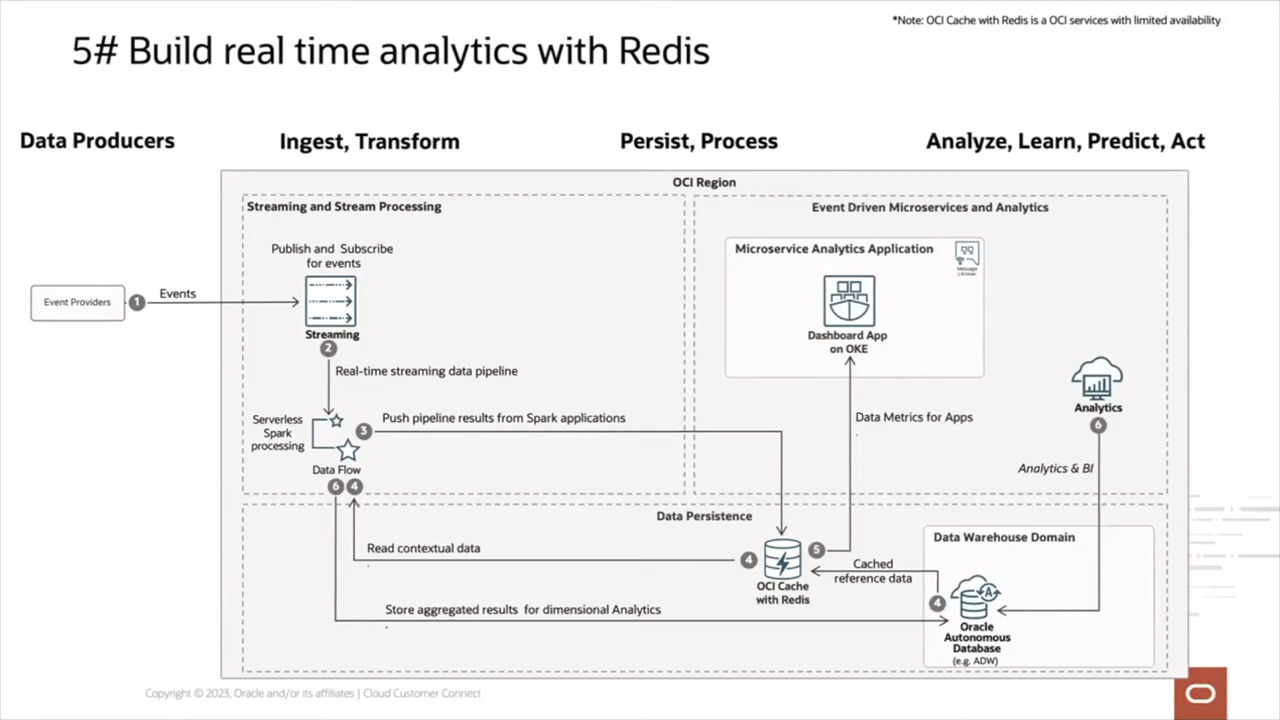 *Note: OCI Cache with Redis is a OCI services with limited availability
5# Build real time analytics with Redis
Data Producers
Ingest, Transform
Persist, Process
Analyze, Learn, Predict, Act
OCI Region
Streaming and Stream Processing
Event Driven Microservices and Analytics
Publish and Subscribe
for events
Microservice Analytics Application
Event Providers
1
Events
Streaming
2
Dashboard App
on OKE
Real-time streaming data pipeline
Serverless
Spark
processing
3
Push pipeline results from Spark applications
Data Flow
6 4
Data Metrics for Apps
Analytics
6
Analytics & BI
Data Persistence
Data Warehouse Domain
Read contextual data
4
5
OCI Cache
with Redis
Cached
reference data
4
Store aggregated results for dimensional Analytics
Oracle
Autonomous
Database
(e.g. ADW)
Copyright © 2023, Oracle and/or its affiliates | Cloud Customer Connect